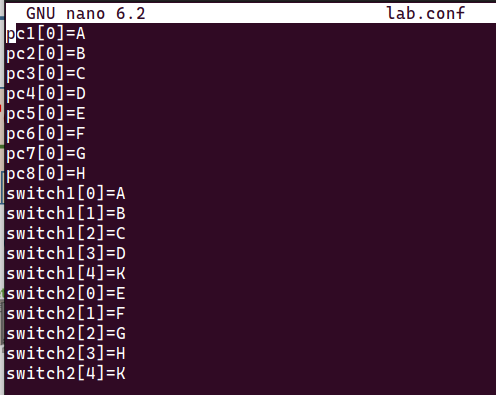 GNU nano 6.2 lab.conf
pc1[0]=A
pc2[0]=B
pc3[0]=C
pc4[0]=D
pc5[0]=E
pc6[0]=F
pc7[0]=G
pc8[0]=H
switch1[0]=A
switch1[1]=B
switch1[2]=C
switch1[3]=D
switch1[4]=K
switch2[0]=E
switch2[1]=F
switch2[2]=G
switch2[3]=H
switch2[4]=K